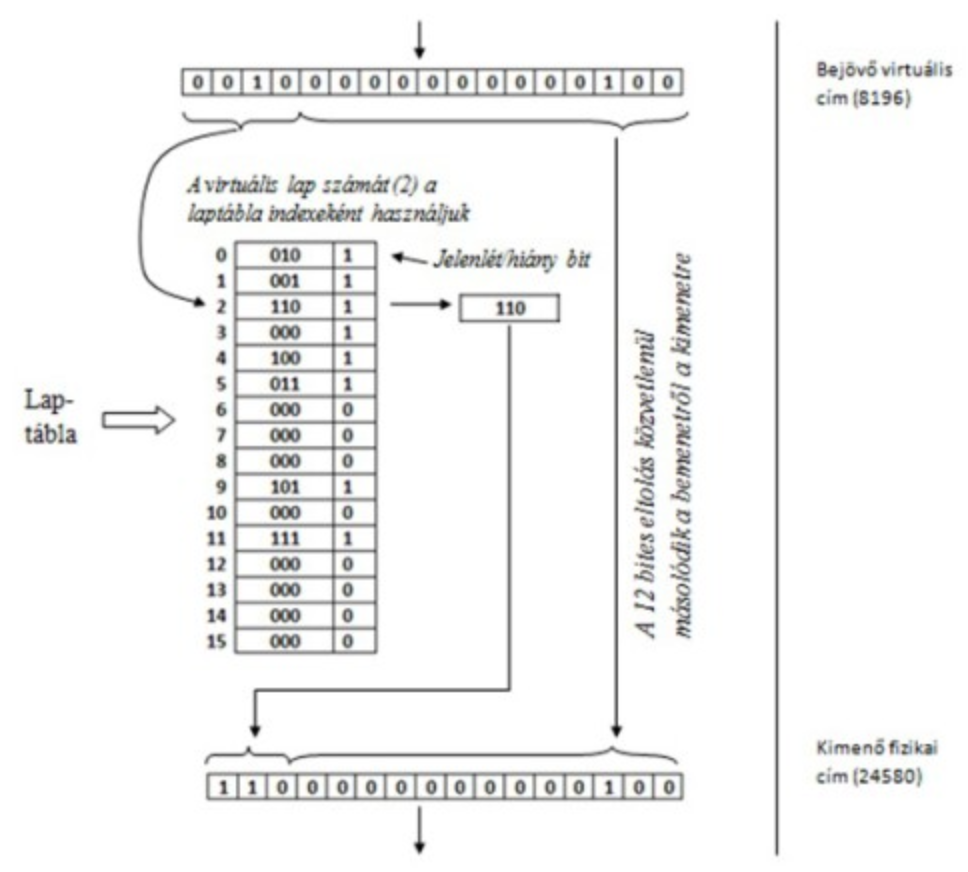 0 0 1 0 0 0 0 0 0 0 0 0 0 0 1 0 0
Bejövő virtuális
cím (8196)
A virtuális lap számát (2) a
laptábla indexeként használjuk
0 010 1
Jelenlét/hiány bit
1 001 1
2 110 1
110
3 000 1
4 100 1
5 011 1
6 000 0
7 000 0
8 000 0
9 101 1
10 000 0
11 111 1
12 000 0
13 000 0
14 000 0
15 000 0
Lap-
tábla
A 12 bites eltolás közvetlenül
másolódik a bemenetről a kimenetre
Kimenő fizikai
cím (24580)
1 1 0 0 0 0 0 0 0 0 0 0 0 1 0 0